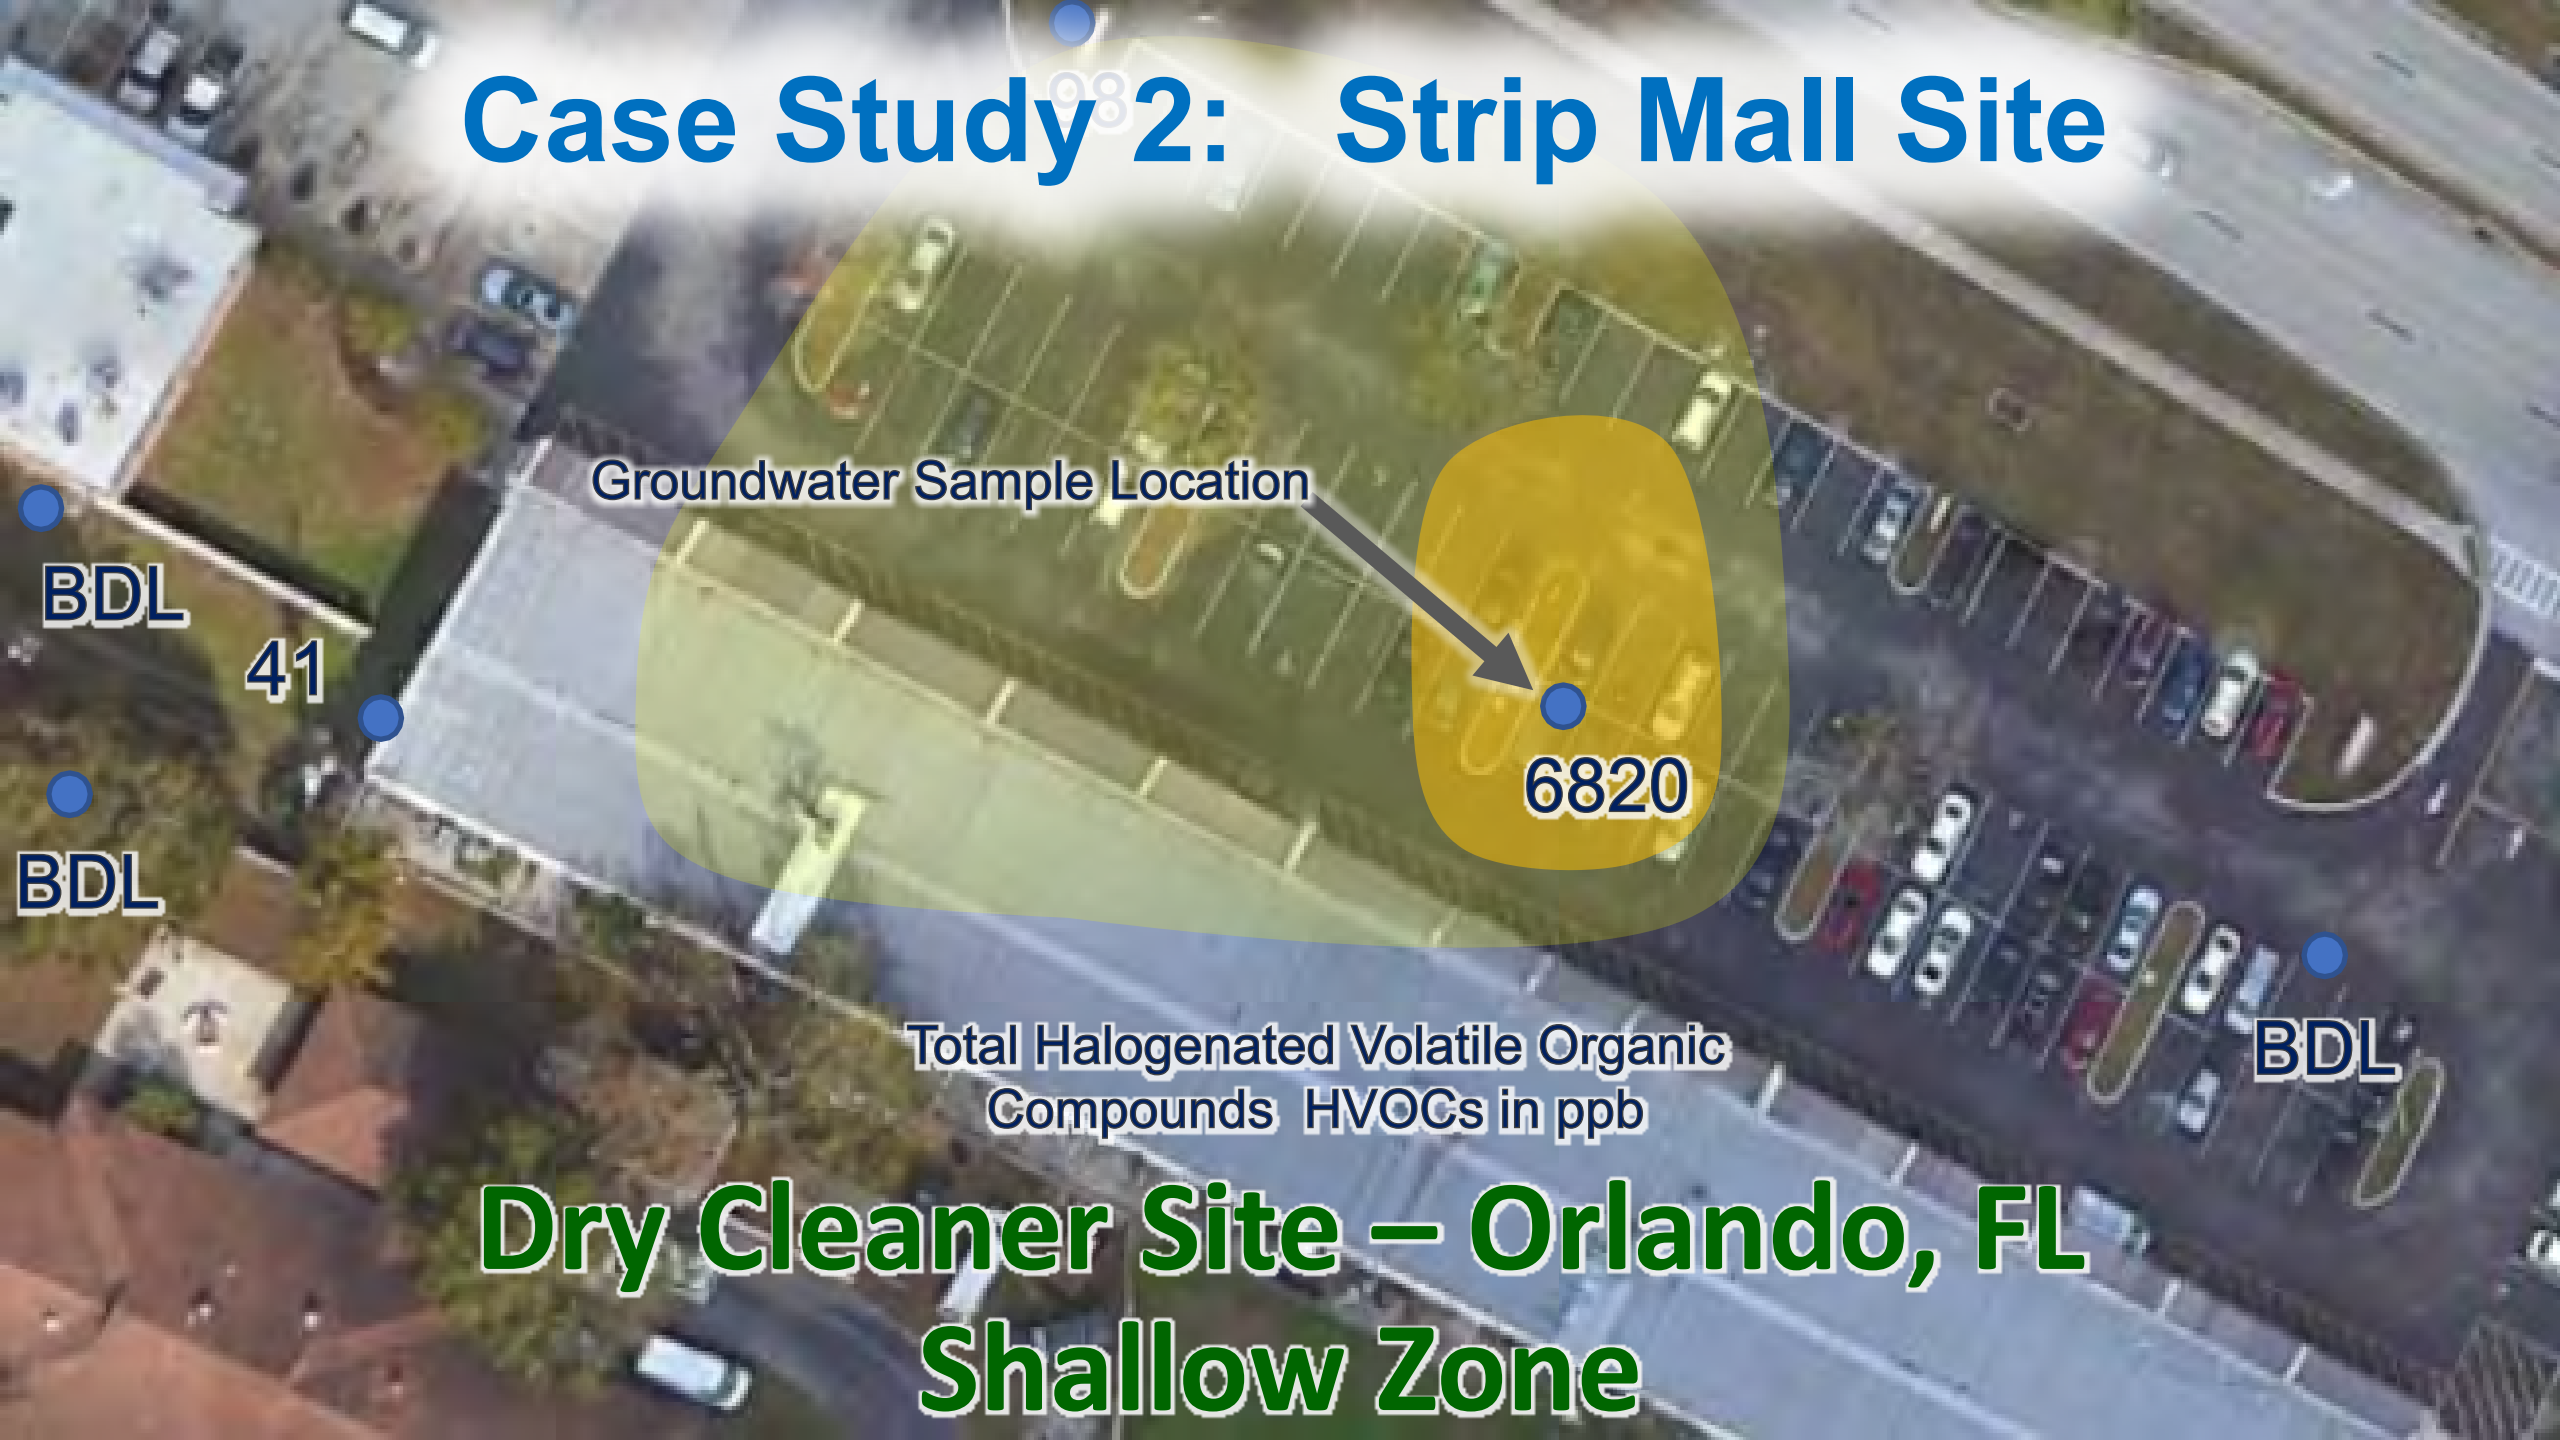 Case Study 2: Strip Mall Site
98
Groundwater Sample Location
BDL
41
6820
BDL
BDL
Total Halogenated Volatile Organic
Compounds HVOCs in ppb
Dry Cleaner Site – Orlando, FL
Shallow Zone